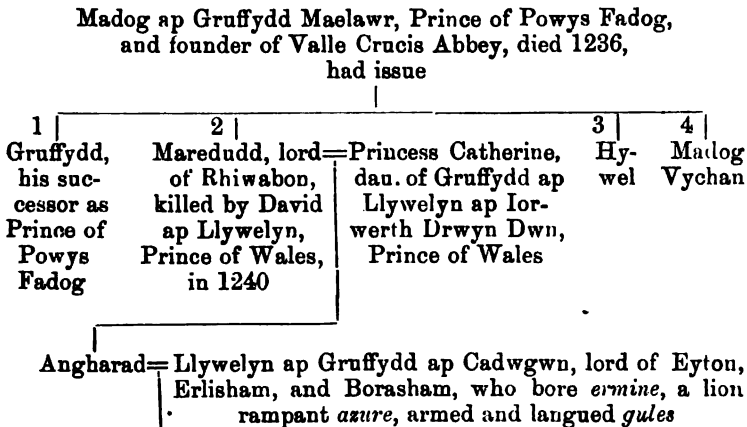 Madog ap Gruffydd Maelawr, Prince of Powys Fadog,
and founder of Valle Crucis Abbey, died 1236,
had issue
1
Gruffydd,
his suc-
cessor as
Prince of
Powys
Fadog
2
Maredudd, lord=
of Rhiwabon,
killed by David
ap Llywelyn,
Prince of Wales,
in 1240
Princess Catherine,
dau. of Gruffydd ap
Llywelyn ap Ior-
werth Drwyn Dwn,
Prince of Wales
3
Hy-
wel
4
Madog
Vychan
Angharad=Llywelyn ap Gruffydd ap Cadwgwn, lord of Eyton,
Erlisham, and Borasham, who bore ermine, a lion
rampant azure, armed and langued gules